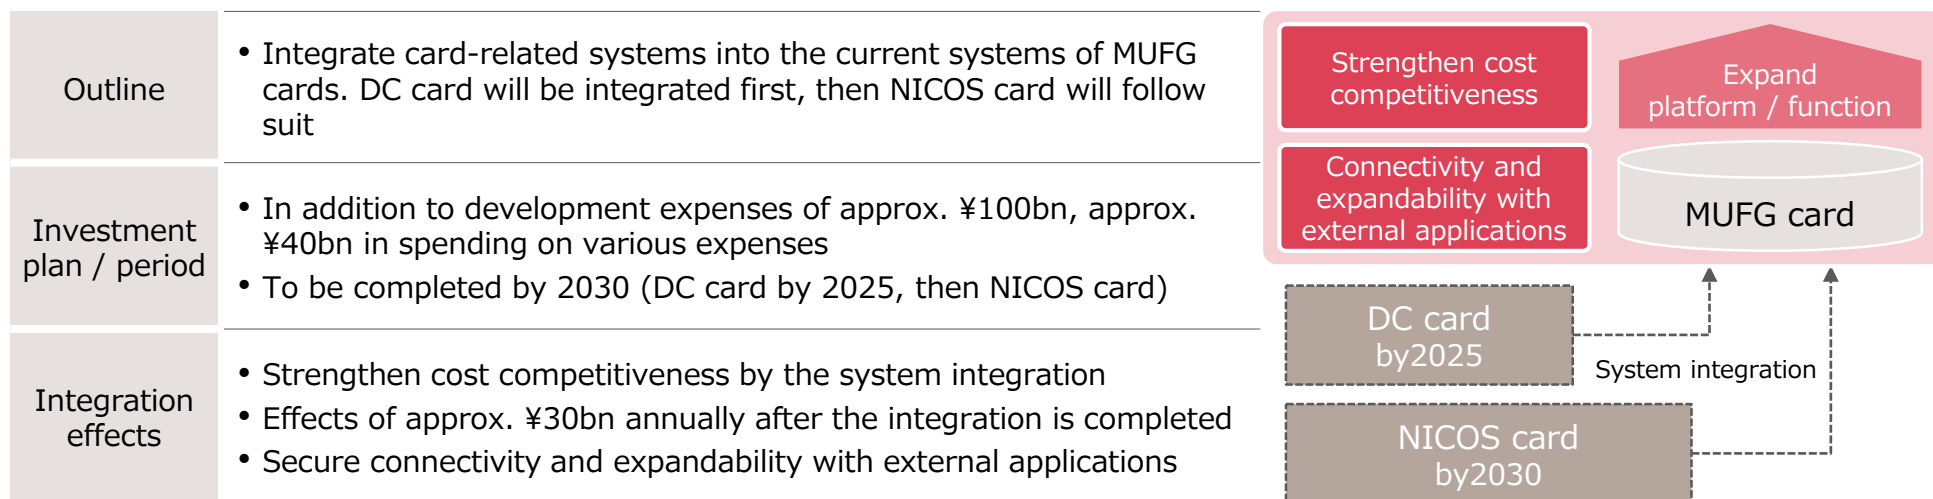 Outline
• Integrate card-related systems into the current systems of MUFG
cards. DC card will be integrated first, then NICOS card will follow
suit
Investment
plan / period
• In addition to development expenses of approx. ¥100bn, approx.
¥40bn in spending on various expenses
• To be completed by 2030 (DC card by 2025, then NICOS card)
Integration
effects
• Strengthen cost competitiveness by the system integration
• Effects of approx. ¥30bn annually after the integration is completed
• Secure connectivity and expandability with external applications
Strengthen cost
competitiveness
Expand
platform / function
Connectivity and
expandability with
external applications
MUFG card
DC card
by2025
System integration
NICOS card
by2030